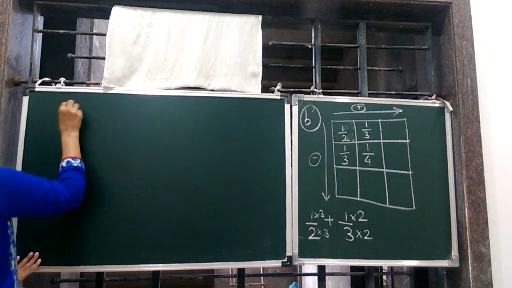 b
(+)
1/2 1/3
(-) 1/3 1/4
1×3/2×3 + 1×2/3×2